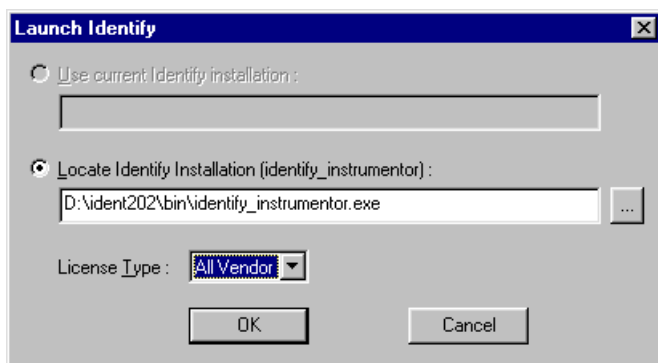 Launch Identify
Use current Identify installation :
Locate Identify Installation (identify_instrumentor) :
D:\ident202\bin\identify_instrumentor.exe
...
License Type : All Vendor
OK Cancel